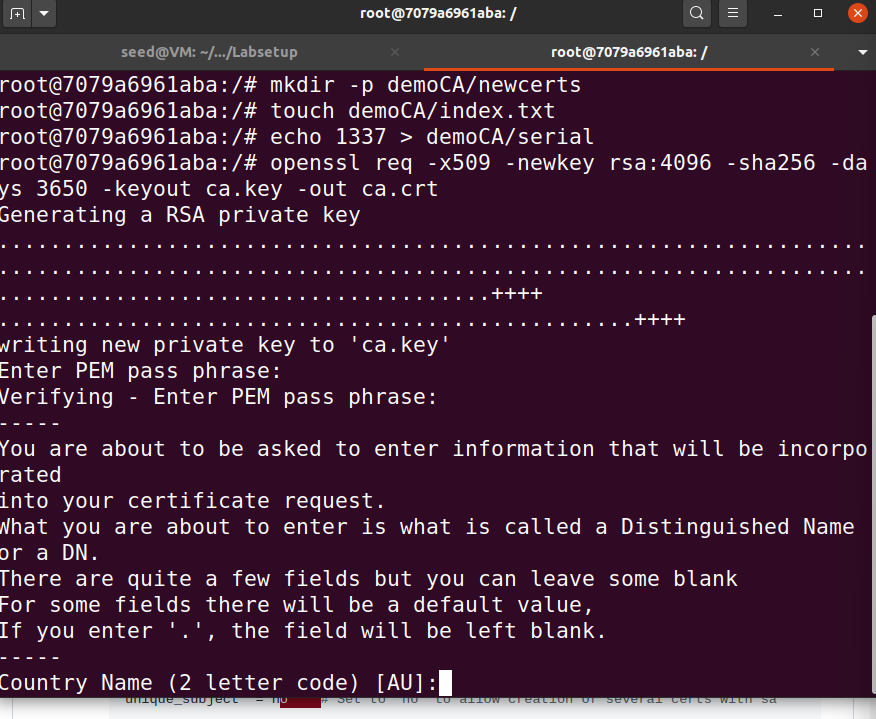 root@7079a6961aba: /
seed@VM: ~/.../Labsetup
root@7079a6961aba: /
root@7079a6961aba:/# mkdir -p demoCA/newcerts
root@7079a6961aba:/# touch demoCA/index.txt
root@7079a6961aba:/# echo 1337 > demoCA/serial
root@7079a6961aba:/# openssl req -x509 -newkey rsa:4096 -sha256 -da
ys 3650 -keyout ca.key -out ca.crt
Generating a RSA private key
...................................................................
...................................................................
......................................++++
.................................................++++
writing new private key to 'ca.key'
Enter PEM pass phrase:
Verifying - Enter PEM pass phrase:
-----
You are about to be asked to enter information that will be incorpo
rated
into your certificate request.
What you are about to enter is what is called a Distinguished Name
or a DN.
There are quite a few fields but you can leave some blank
For some fields there will be a default value,
If you enter '.', the field will be left blank.
-----
Country Name (2 letter code) [AU]:
unique_subject = no # Set to 'no' to allow creation of several certs with sa